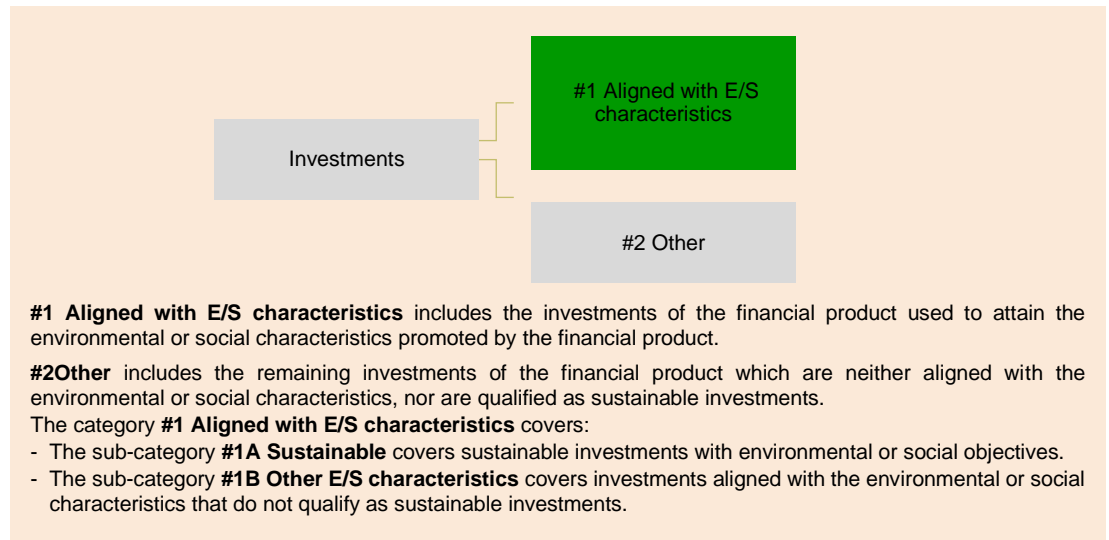 #1 Aligned with E/S
characteristics
Investments
#2 Other
#1 Aligned with E/S characteristics includes the investments of the financial product used to attain the
environmental or social characteristics promoted by the financial product.
#2Other includes the remaining investments of the financial product which are neither aligned with the
environmental or social characteristics, nor are qualified as sustainable investments.
The category #1 Aligned with E/S characteristics covers:
- The sub-category #1A Sustainable covers sustainable investments with environmental or social objectives.
- The sub-category #1B Other E/S characteristics covers investments aligned with the environmental or social
characteristics that do not qualify as sustainable investments.